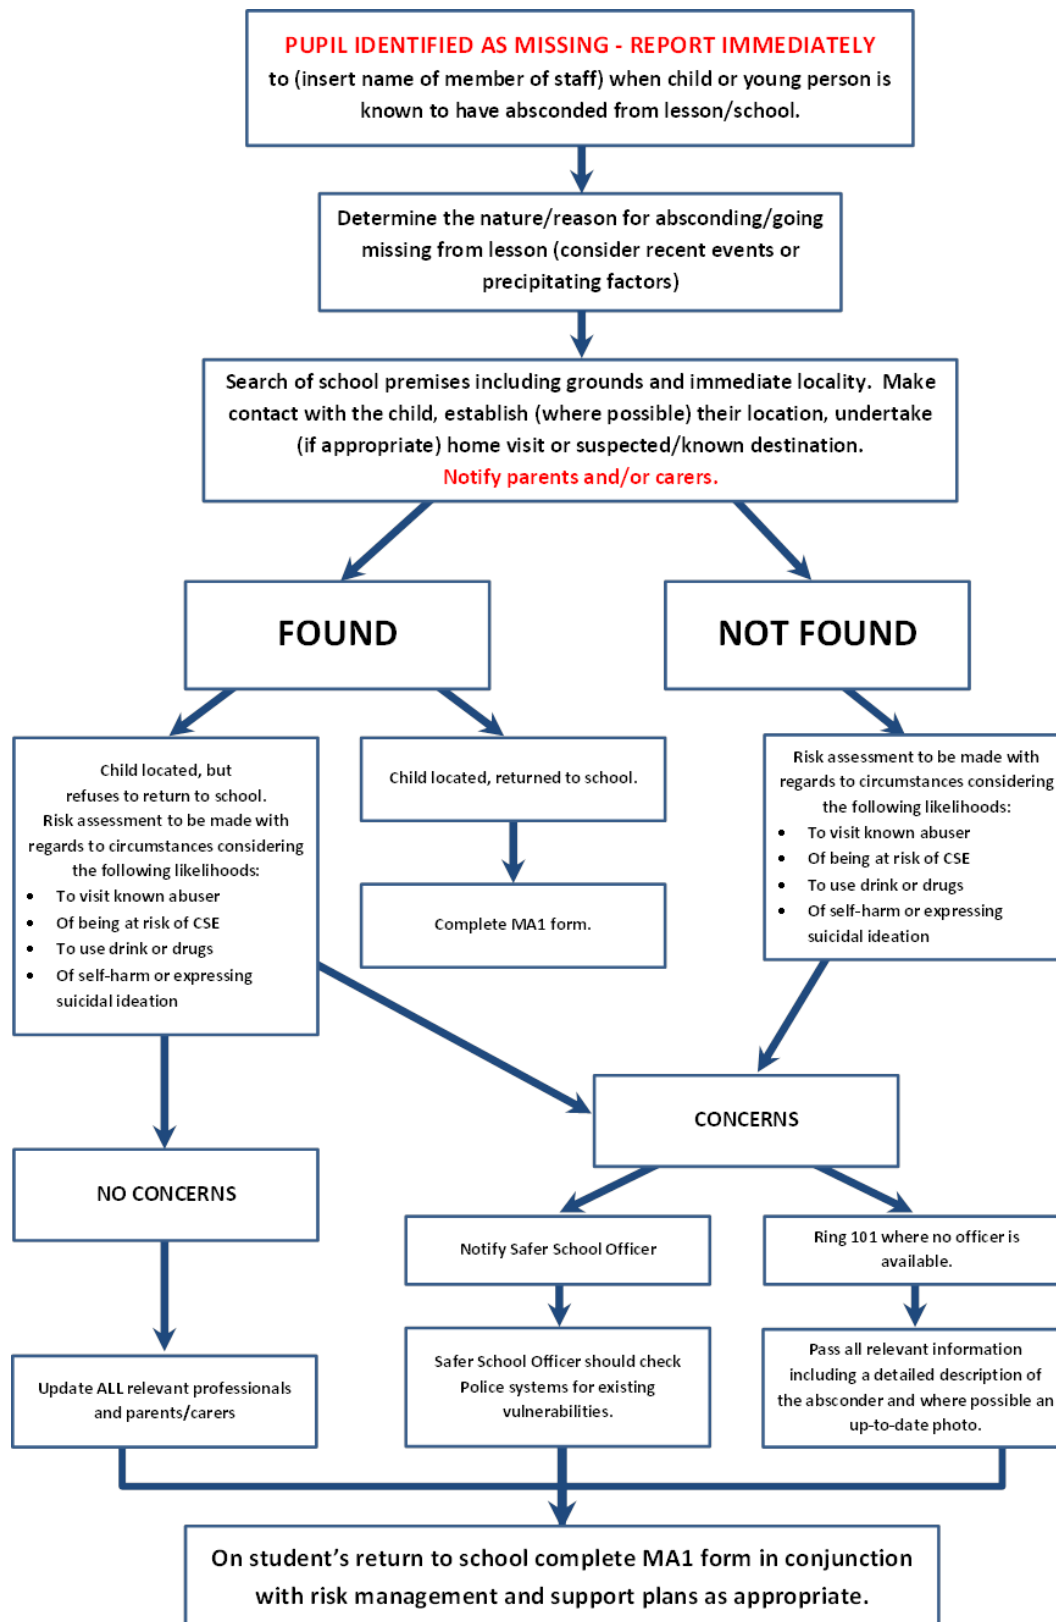 PUPIL IDENTIFIED AS MISSING - REPORT IMMEDIATELY
to (insert name of member of staff) when child or young person is
known to have absconded from lesson/school.
Determine the nature/reason for absconding/going
missing from lesson (consider recent events or
precipitating factors)
Search of school premises including grounds and immediate locality.  Make
contact with the child, establish (where possible) their location, undertake
(if appropriate) home visit or suspected/known destination.
Notify parents and/or carers.
FOUND
NOT FOUND
Child located, but
refuses to return to school.
Risk assessment to be made with
regards to circumstances considering
the following likelihoods:
• To visit known abuser
• Of being at risk of CSE
• To use drink or drugs
• Of self-harm or expressing
suicidal ideation
Child located, returned to school.
Complete MA1 form.
Risk assessment to be made with
regards to circumstances considering
the following likelihoods:
• To visit known abuser
• Of being at risk of CSE
• To use drink or drugs
• Of self-harm or expressing
suicidal ideation
CONCERNS
NO CONCERNS
Notify Safer School Officer
Ring 101 where no officer is
available.
Update ALL relevant professionals
and parents/carers
Safer School Officer should check
Police systems for existing
vulnerabilities.
Pass all relevant information
including a detailed description of
the absconder and where possible an
up-to-date photo.
On student's return to school complete MA1 form in conjunction
with risk management and support plans as appropriate.